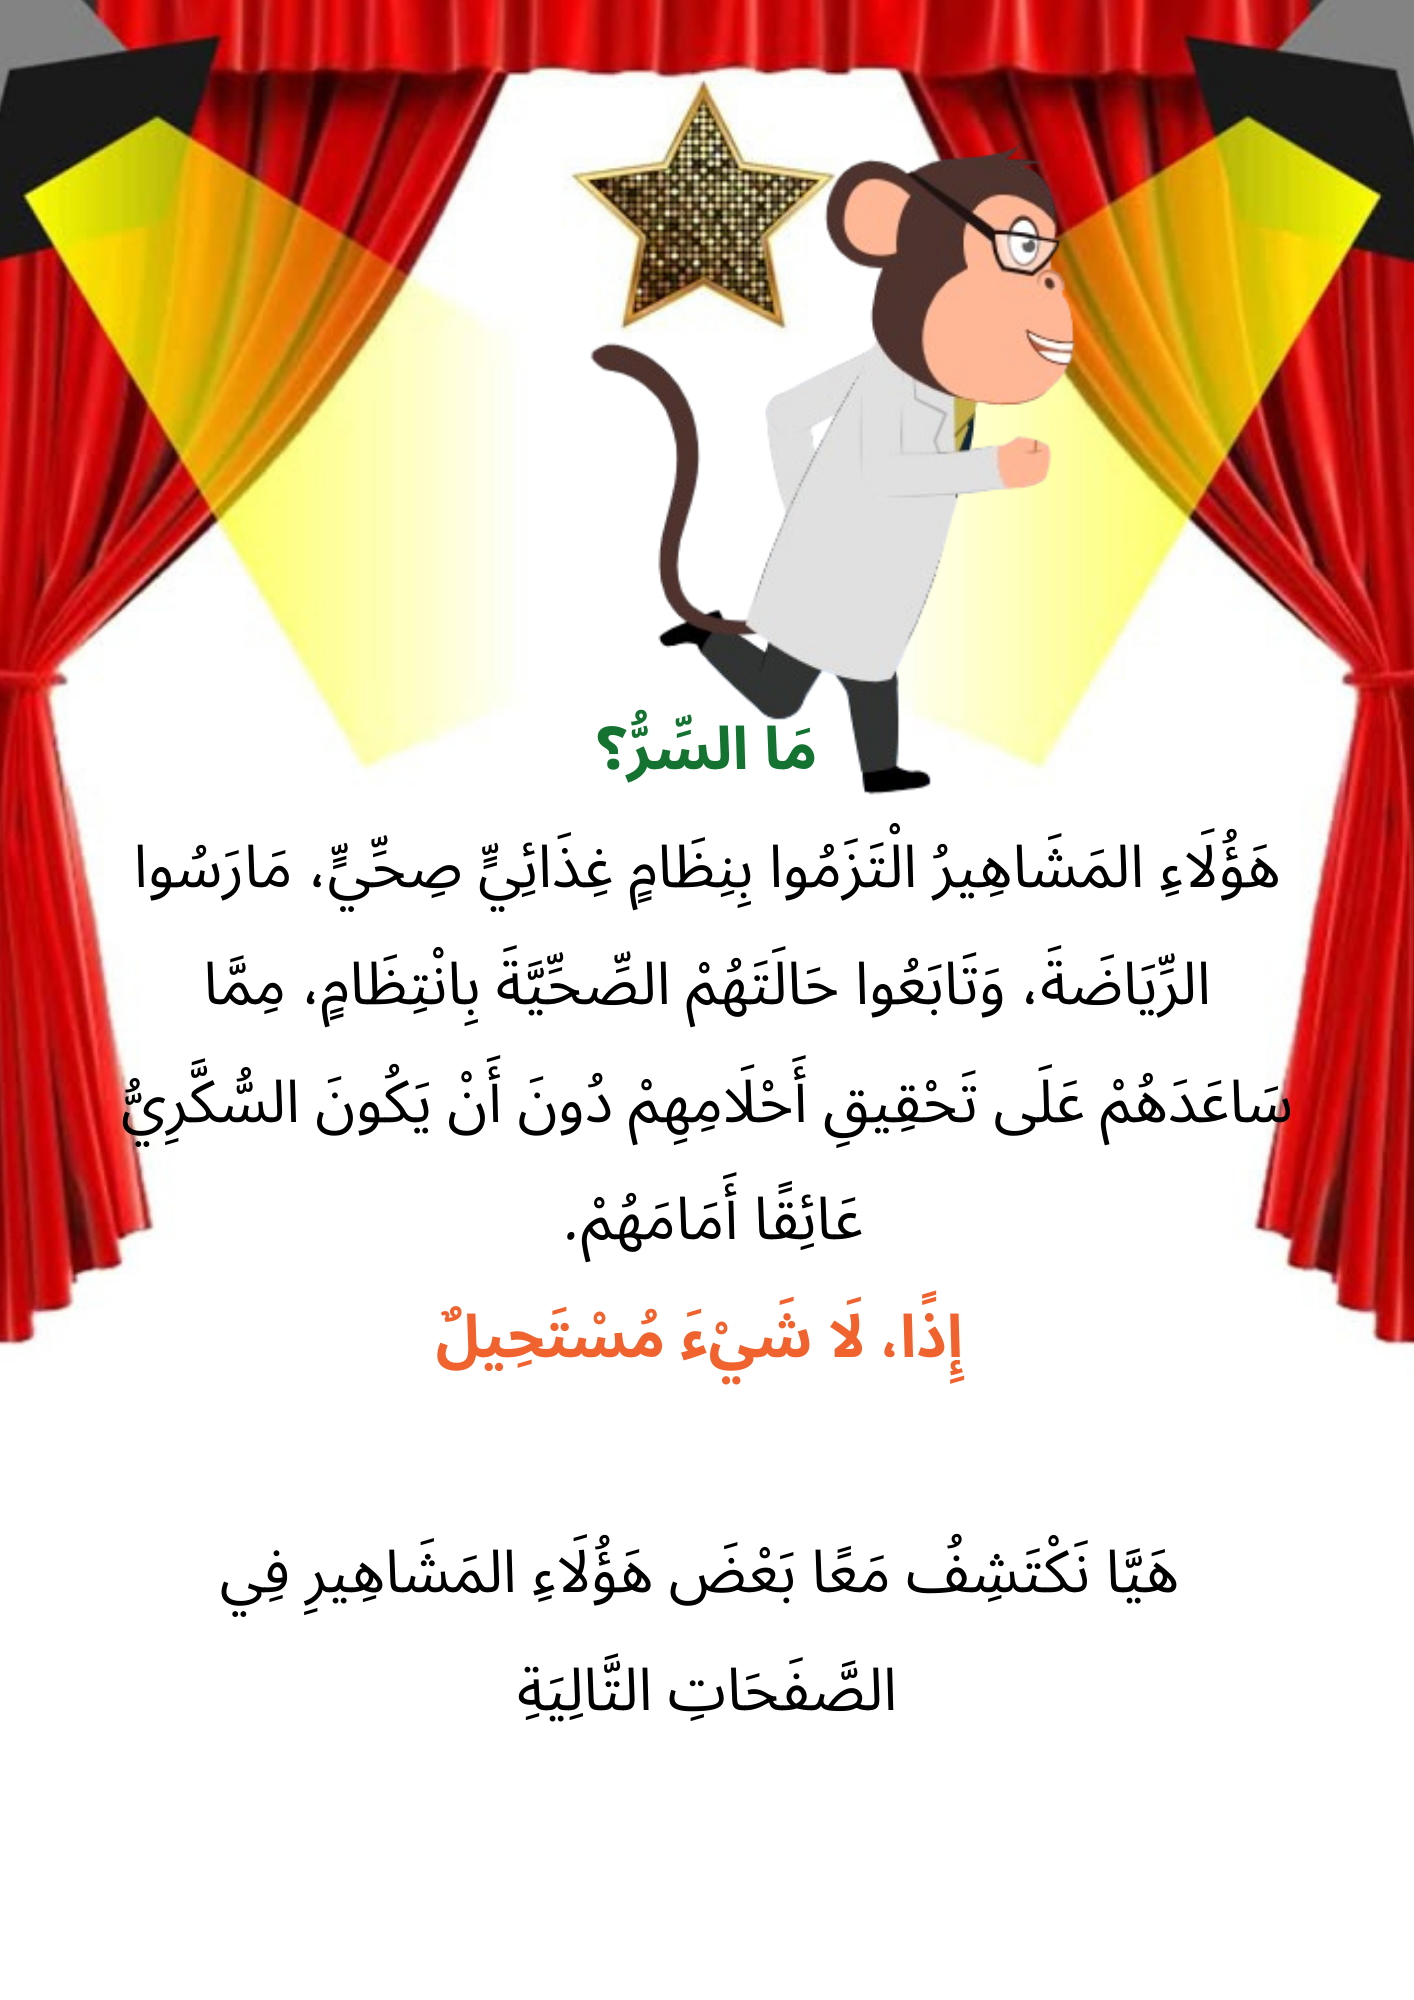 مَا السِّرُّ؟
هَؤُلَاءِ المَشَاهِيرُ الْتَزَمُوا بِنِظَامٍ غِذَائِيٍّ صِحِّيٍّ، مَارَسُوا
الرِّيَاضَةَ، وَتَابَعُوا حَالَتَهُمْ الصِّحِّيَّةَ بِانْتِظَامٍ، مِمَّا
سَاعَدَهُمْ عَلَى تَحْقِيقِ أَحْلَامِهِمْ دُونَ أَنْ يَكُونَ السُّكَّرِيُّ
عَائِقًا أَمَامَهُمْ.
إِذًا، لَا شَيْءَ مُسْتَحِيلٌ
هَيَّا نَكْتَشِفُ مَعًا بَعْضَ هَؤُلَاءِ المَشَاهِيرِ فِي
الصَّفَحَاتِ التَّالِيَةِ